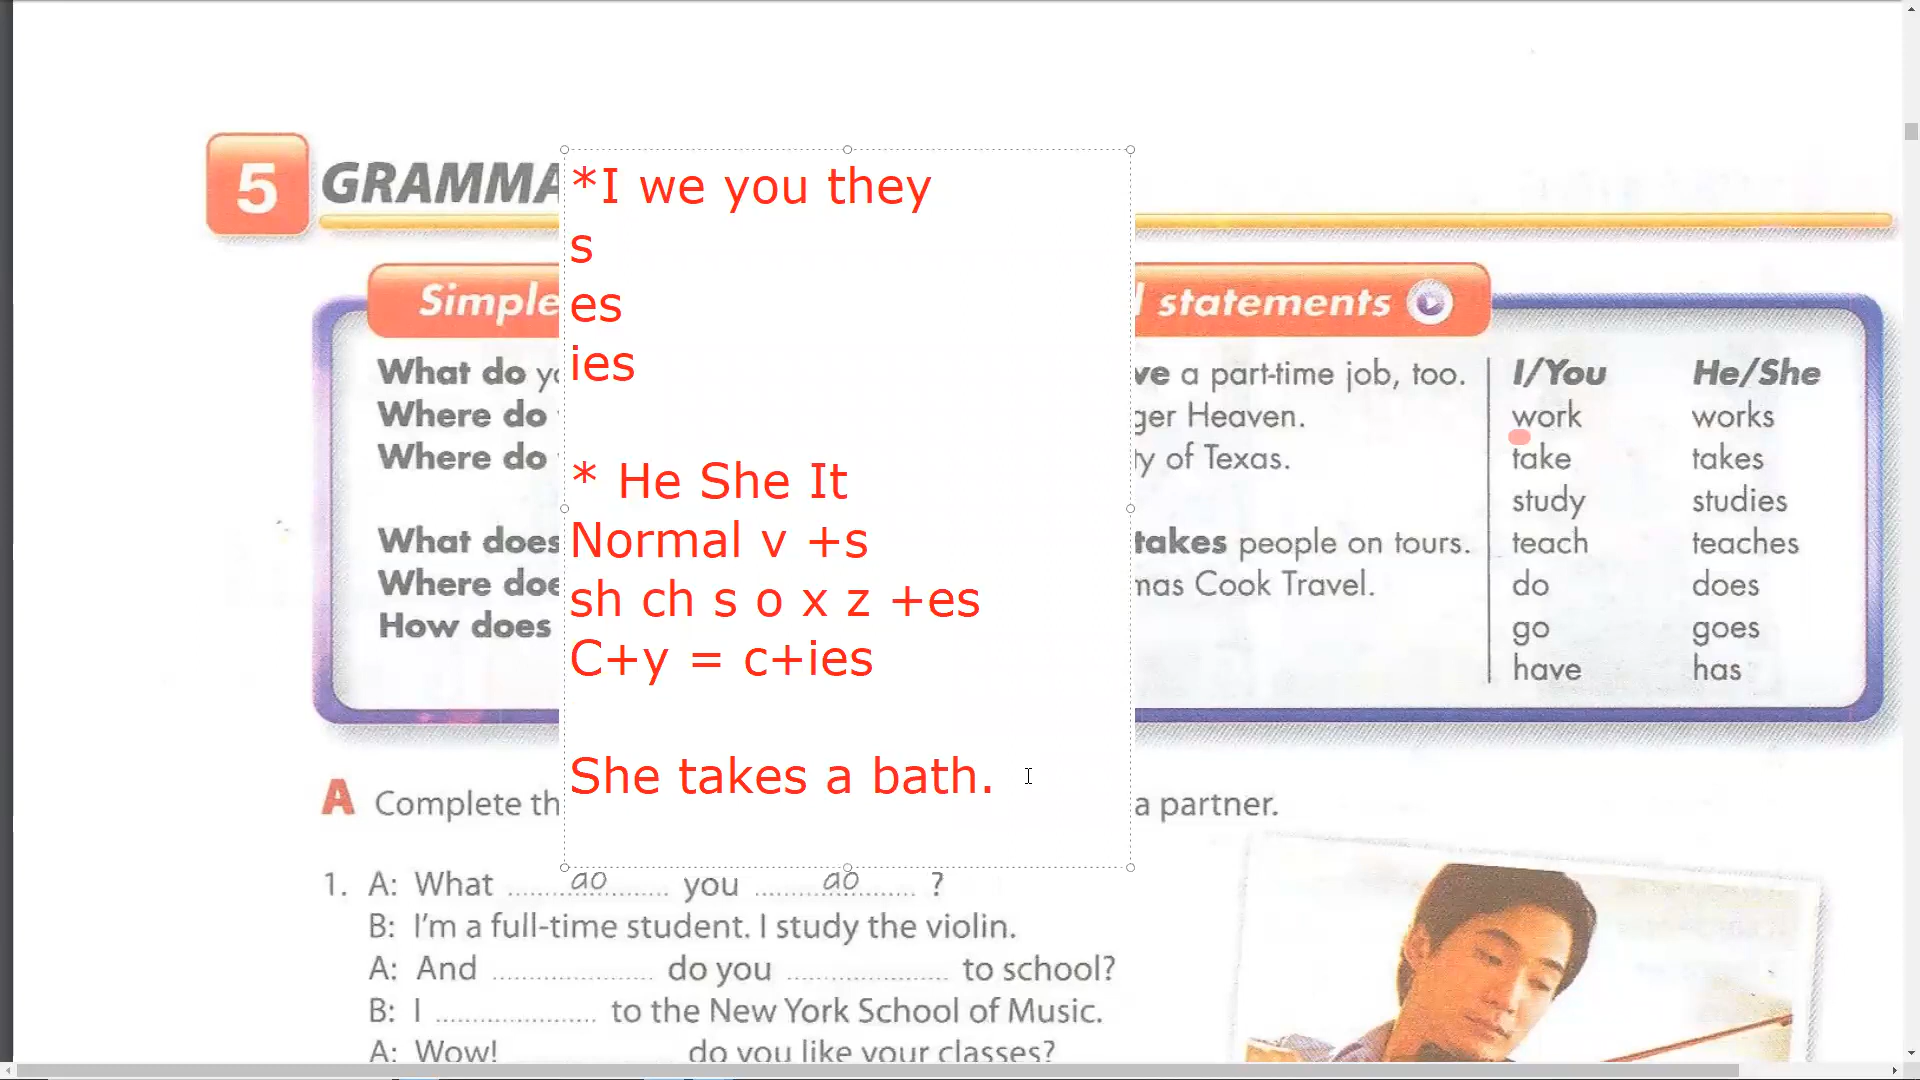 5 GRAMMA
*I we you they
s
es
ies
* He She It
Normal v +s
sh ch s o x z +es
C+y = c+ies
She takes a bath.
Simple
statements
What do
Where do
Where do
What does
Where doe
How does
ve a part-time job, too.
ger Heaven.
ty of Texas.
takes people on tours.
mas Cook Travel.
I/You He/She
work works
take takes
study studies
teach teaches
do does
go goes
have has
A Complete th
a partner.
1. A: What do you do ?
B: I'm a full-time student. I study the violin.
A: And do you to school?
B: I to the New York School of Music.
A: Wow! do you like your classes?